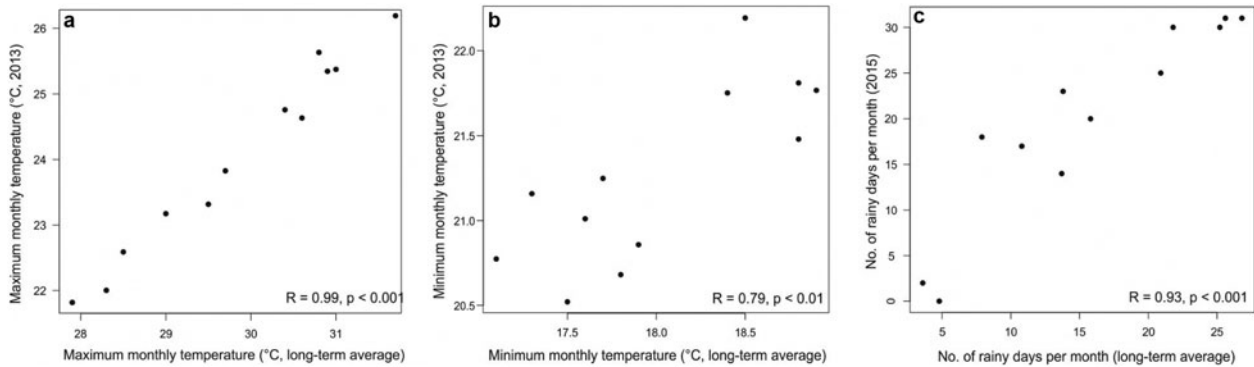 a
Maximum monthly temperature (°C, 2013)
26
25
24
23
22
R = 0.99, p < 0.001
28 29 30 31
Maximum monthly temperature (°C, long-term average)
b
Minimum monthly temperature (°C, 2013)
22.0
21.5
21.0
20.5
R = 0.79, p < 0.01
17.5 18.0 18.5
Minimum monthly temperature (°C, long-term average)
c
No. of rainy days per month (2015)
30
25
20
15
10
5
0
R = 0.93, p < 0.001
5 10 15 20 25
No. of rainy days per month (long-term average)